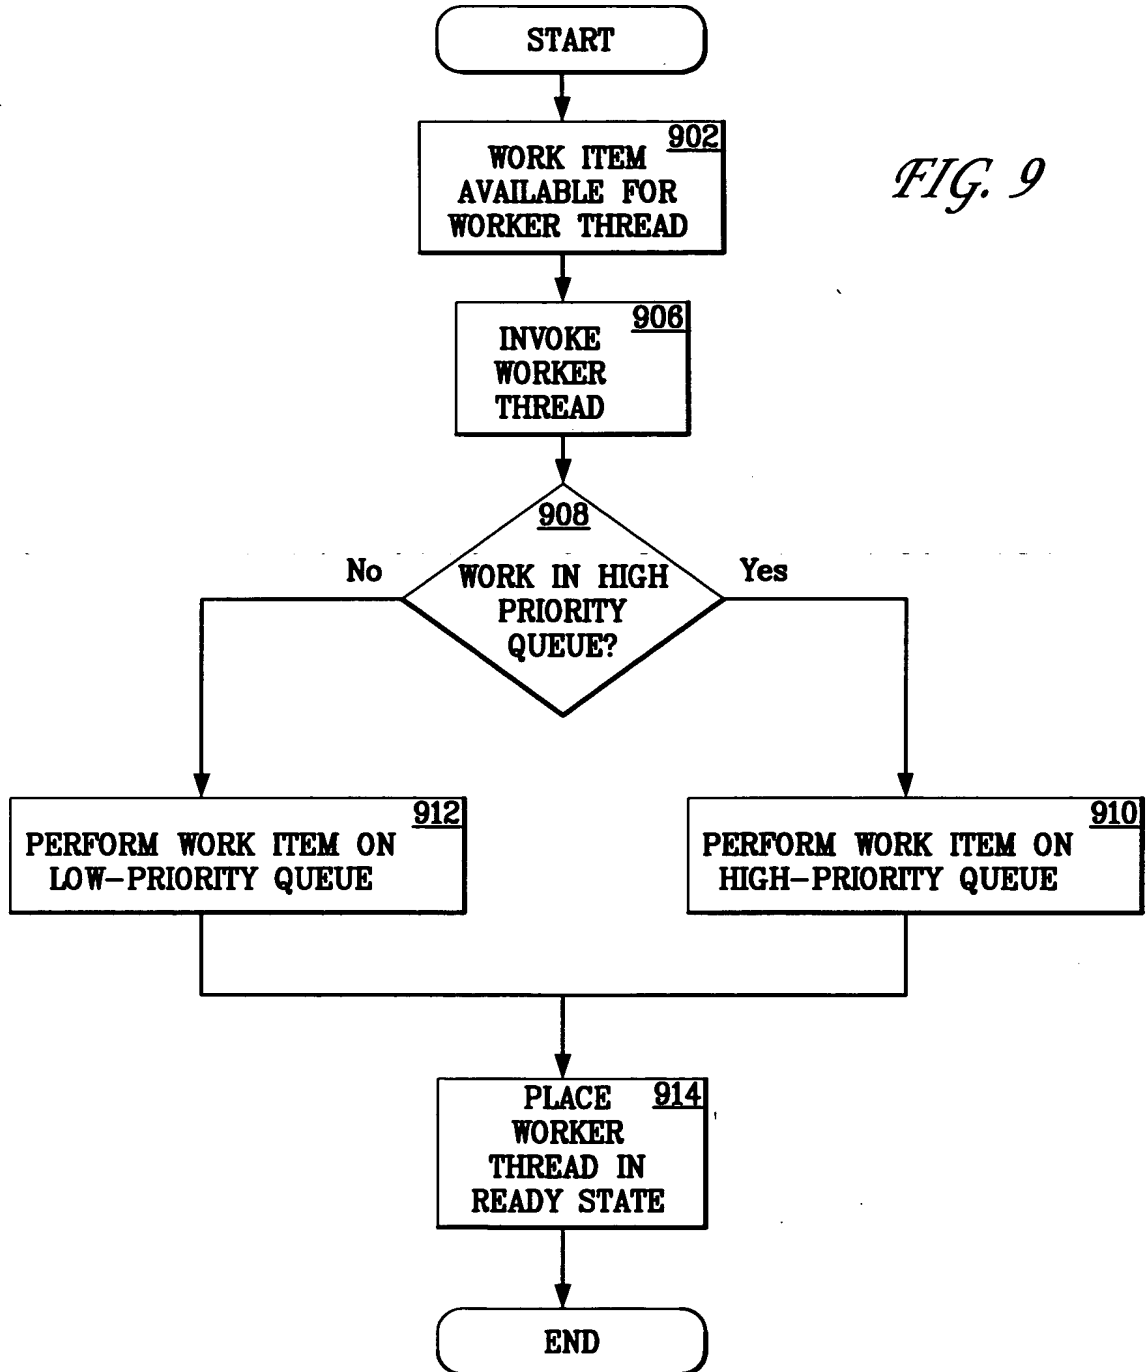 START
902
WORK ITEM
AVAILABLE FOR
WORKER THREAD
FIG. 9
906
INVOKE
WORKER
THREAD
908
WORK IN HIGH
PRIORITY
QUEUE?
No
Yes
912
PERFORM WORK ITEM ON
LOW-PRIORITY QUEUE
910
PERFORM WORK ITEM ON
HIGH-PRIORITY QUEUE
914
PLACE
WORKER
THREAD IN
READY STATE
END